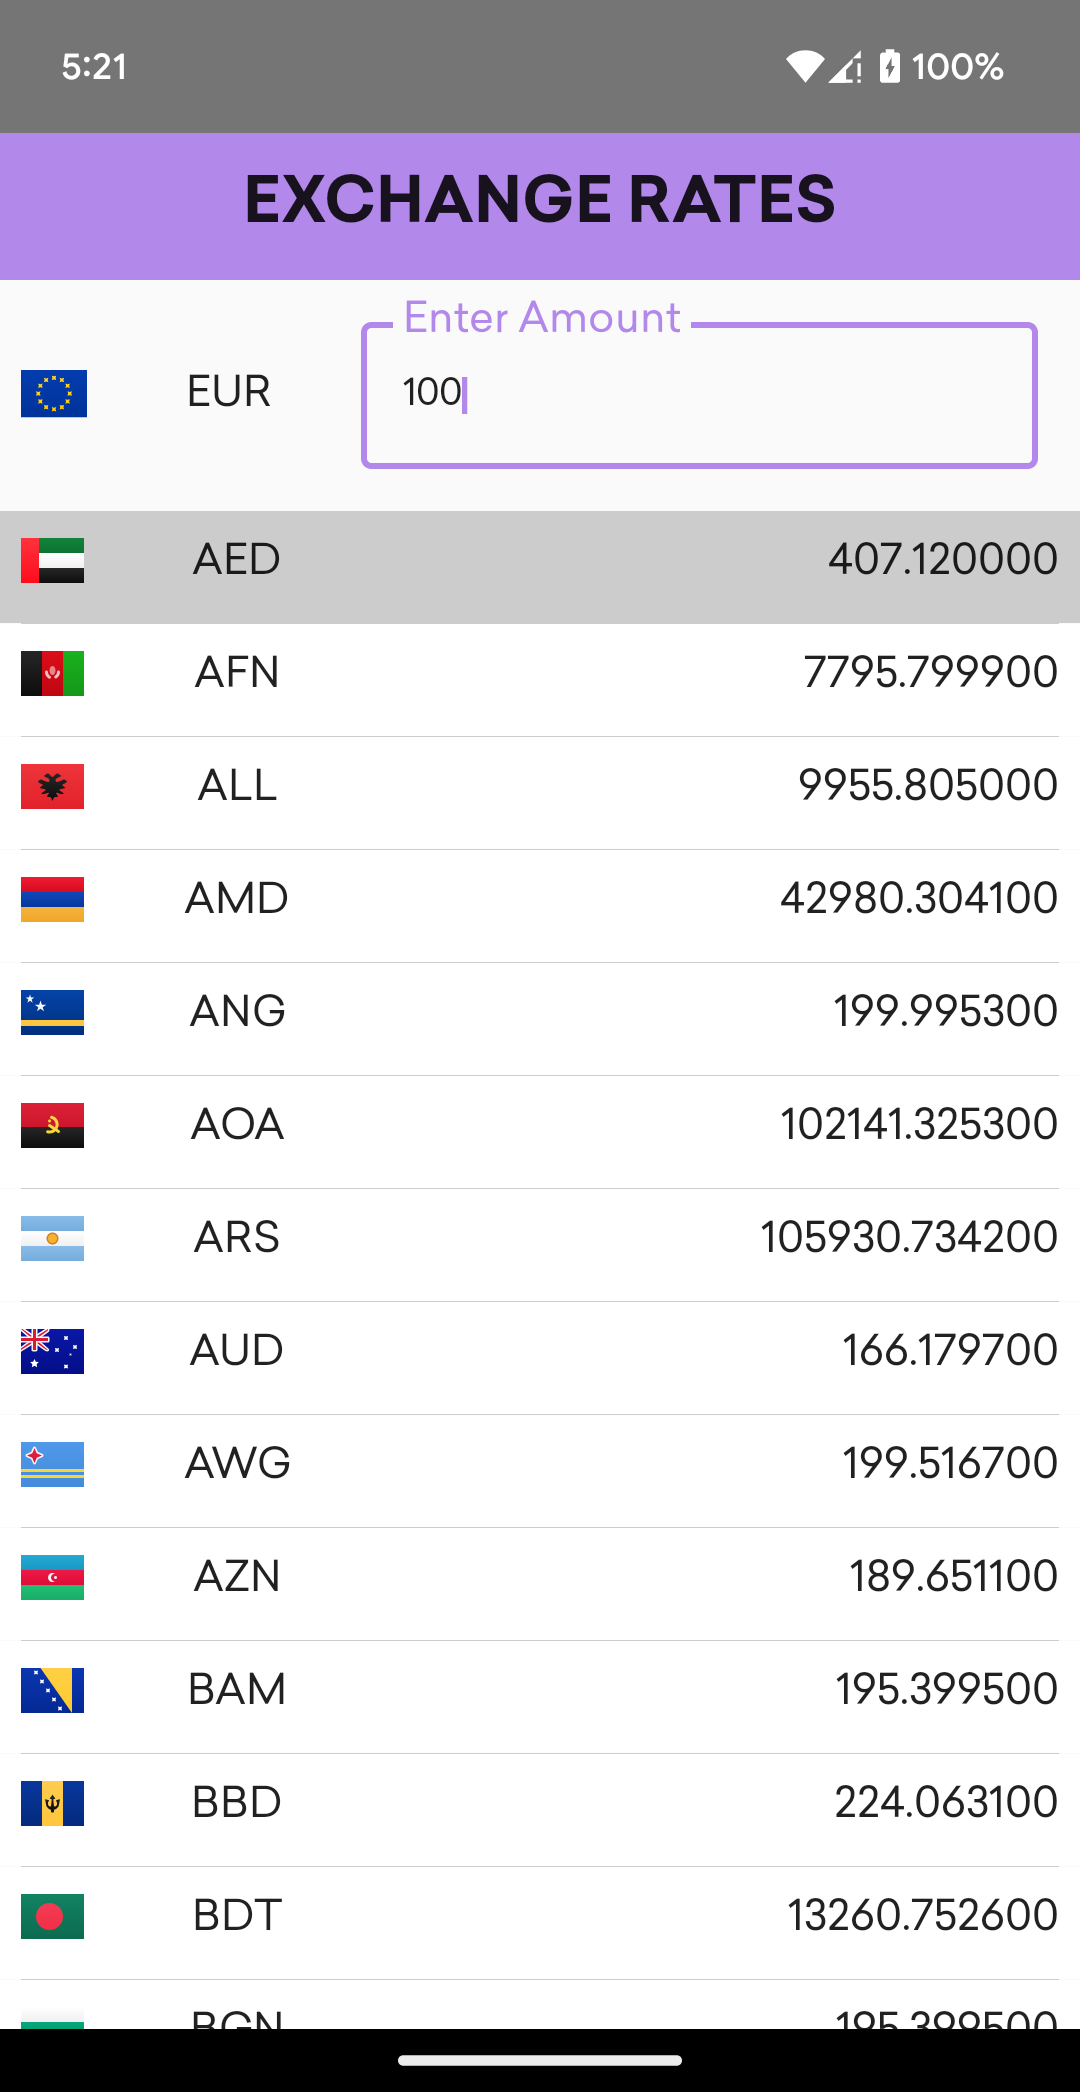 5:21 100%
EXCHANGE RATES
Enter Amount
EUR 100
AED 407.120000
AFN 7795.799900
ALL 9955.805000
AMD 42980.304100
ANG 199.995300
AOA 102141.325300
ARS 105930.734200
AUD 166.179700
AWG 199.516700
AZN 189.651100
BAM 195.399500
BBD 224.063100
BDT 13260.752600
BGN 195.399500